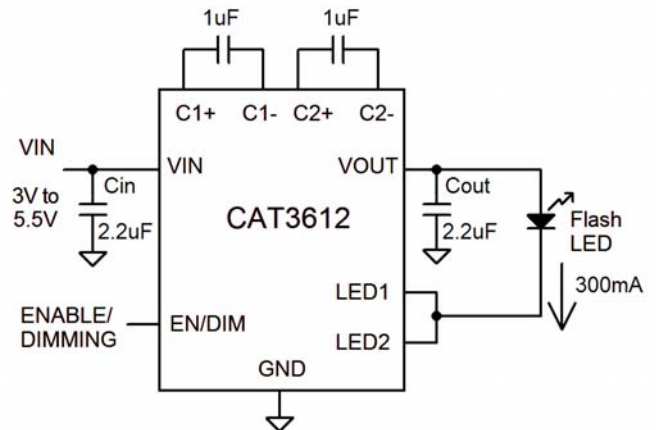 1uF
1uF
C1+
C1-
C2+
C2-
VIN
VIN
VOUT
Cin
Cout
3V to
5.5V
2.2uF
CAT3612
2.2uF
Flash
LED
300mA
LED1
ENABLE/
DIMMING
EN/DIM
LED2
GND